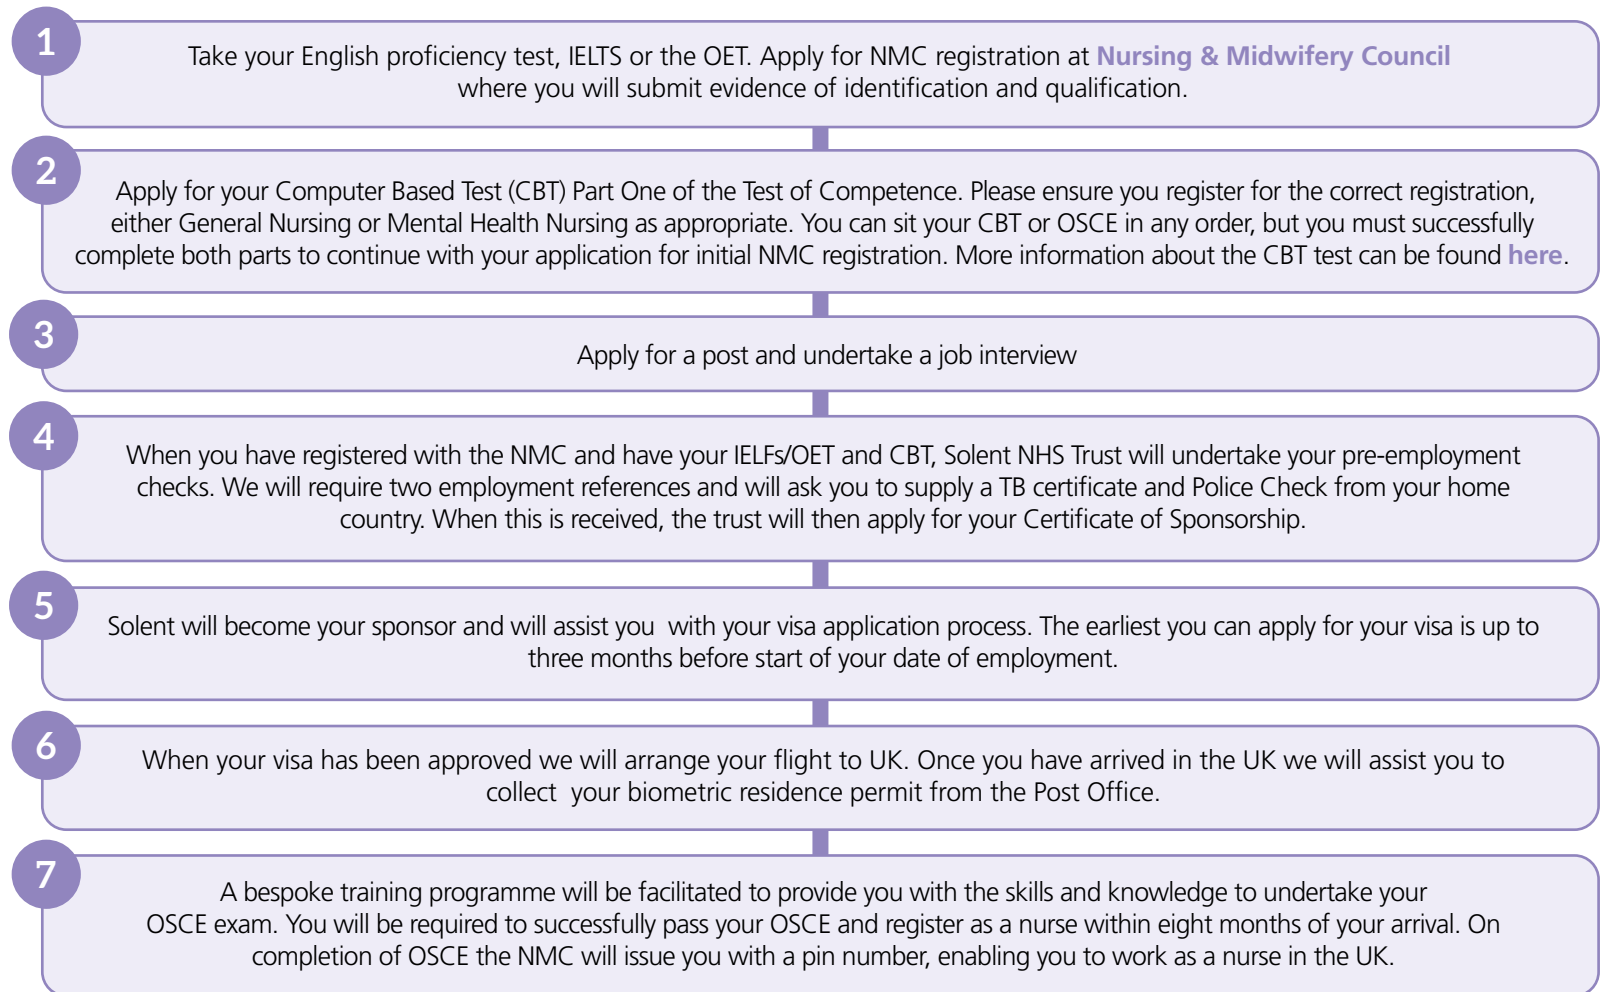 1
Take your English proficiency test, IELTS or the OET. Apply for NMC registration at Nursing & Midwifery Council
where you will submit evidence of identification and qualification.
2
Apply for your Computer Based Test (CBT) Part One of the Test of Competence. Please ensure you register for the correct registration,
either General Nursing or Mental Health Nursing as appropriate. You can sit your CBT or OSCE in any order, but you must successfully
complete both parts to continue with your application for initial NMC registration. More information about the CBT test can be found here.
3
Apply for a post and undertake a job interview
4
When you have registered with the NMC and have your IELFs/OET and CBT, Solent NHS Trust will undertake your pre-employment
checks. We will require two employment references and will ask you to supply a TB certificate and Police Check from your home
country. When this is received, the trust will then apply for your Certificate of Sponsorship.
5
Solent will become your sponsor and will assist you  with your visa application process. The earliest you can apply for your visa is up to
three months before start of your date of employment.
6
When your visa has been approved we will arrange your flight to UK. Once you have arrived in the UK we will assist you to
collect  your biometric residence permit from the Post Office.
7
A bespoke training programme will be facilitated to provide you with the skills and knowledge to undertake your
OSCE exam. You will be required to successfully pass your OSCE and register as a nurse within eight months of your arrival. On
completion of OSCE the NMC will issue you with a pin number, enabling you to work as a nurse in the UK.